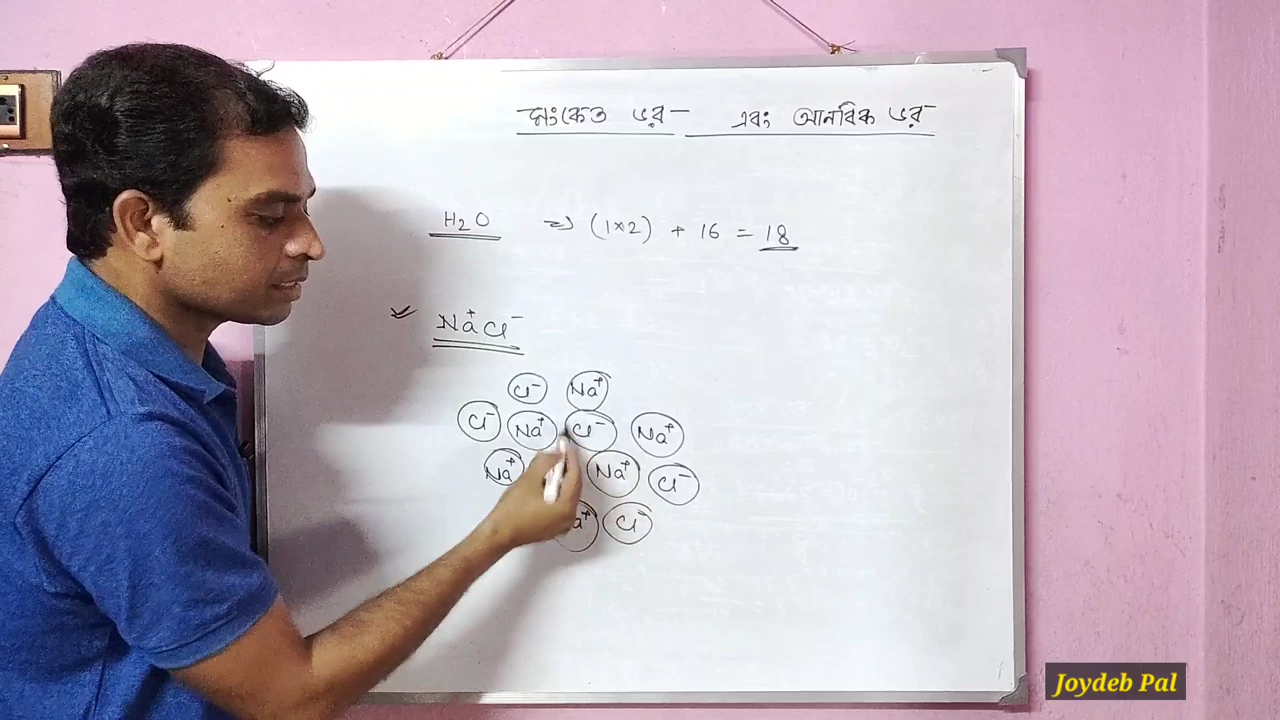 সংকেত ভর এবং আনবিক ভর
H₂O ⇒ (1×2) + 16 = 18
Na⁺Cl⁻
Cl⁻ Na⁺
Cl⁻ Na⁺ Cl⁻ Na⁺
Na⁺ Na⁺ Cl⁻
a⁺ Cl⁻
Joydeb Pal